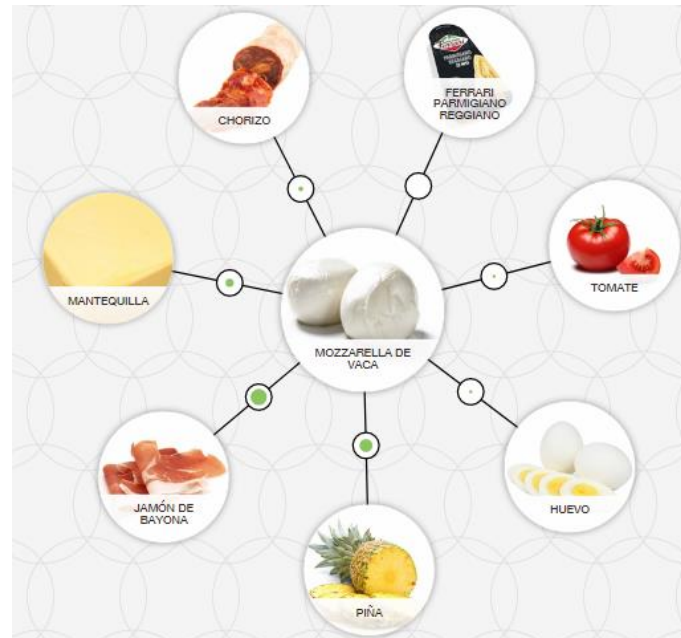 CHORIZO
FERRARI
PARMIGIANO
REGGIANO
MANTEQUILLA
TOMATE
MOZZARELLA DE
VACA
JAMÓN DE
BAYONA
HUEVO
PIÑA